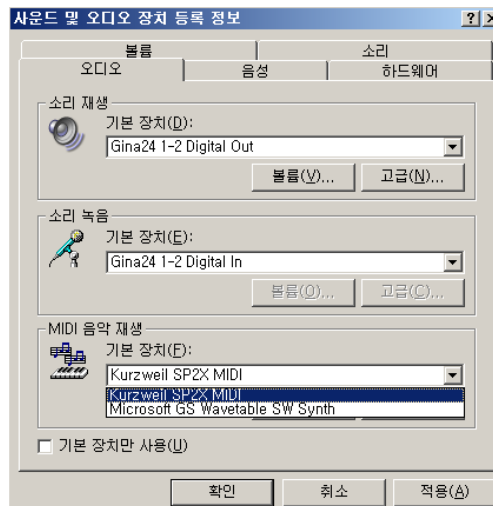 사운드 및 오디오 장치 등록 정보
볼륨 소리
오디오 음성 하드웨어
소리 재생
기본 장치(D):
Gina24 1-2 Digital Out
볼륨(V)... 고급(N)...
소리 녹음
기본 장치(E):
Gina24 1-2 Digital In
볼륨(O)... 고급(C)...
MIDI 음악 재생
기본 장치(F):
Kurzweil SP2X MIDI
Kurzweil SP2X MIDI
Microsoft GS Wavetable SW Synth
기본 장치만 사용(U)
확인 취소 적용(A)